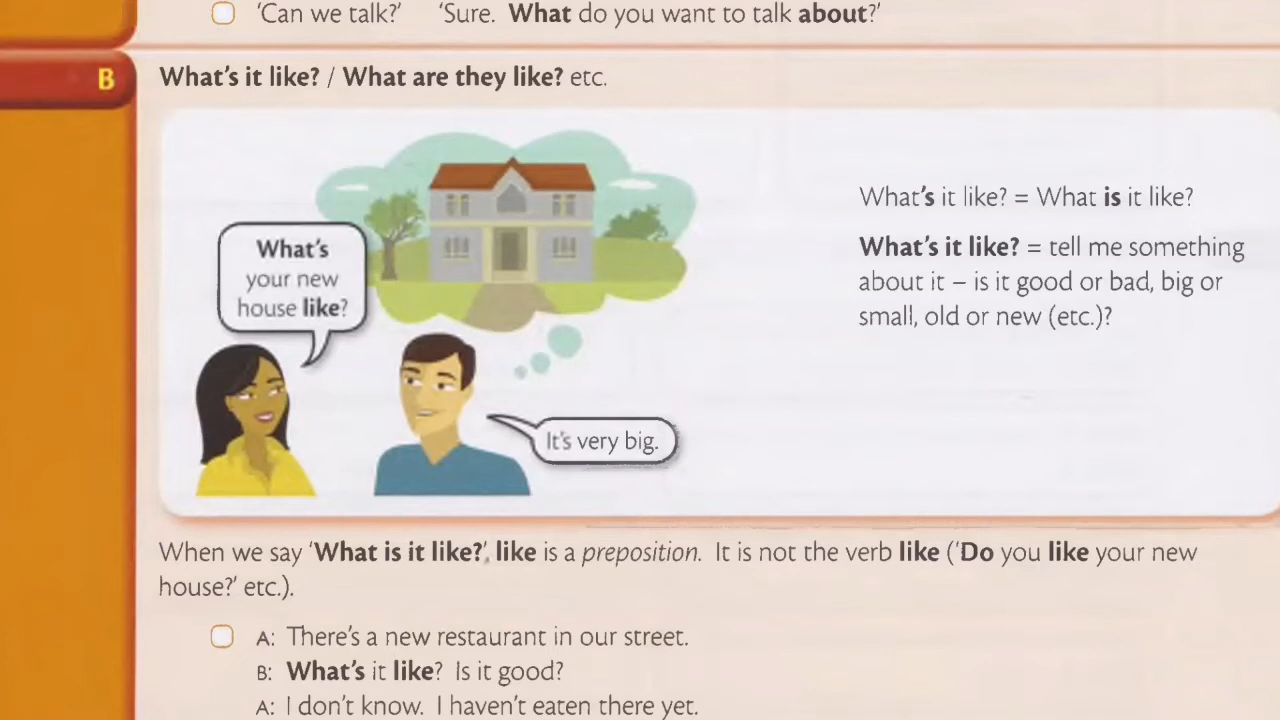 'Can we talk?' 'Sure. What do you want to talk about?'
B
What's it like? / What are they like? etc.
What's it like? = What is it like?
What's it like? = tell me something
about it – is it good or bad, big or
small, old or new (etc.)?
What's
your new
house like?
It's very big.
When we say 'What is it like?', like is a preposition. It is not the verb like ('Do you like your new
house?' etc.).
A: There's a new restaurant in our street.
B: What's it like? Is it good?
A: I don't know. I haven't eaten there yet.